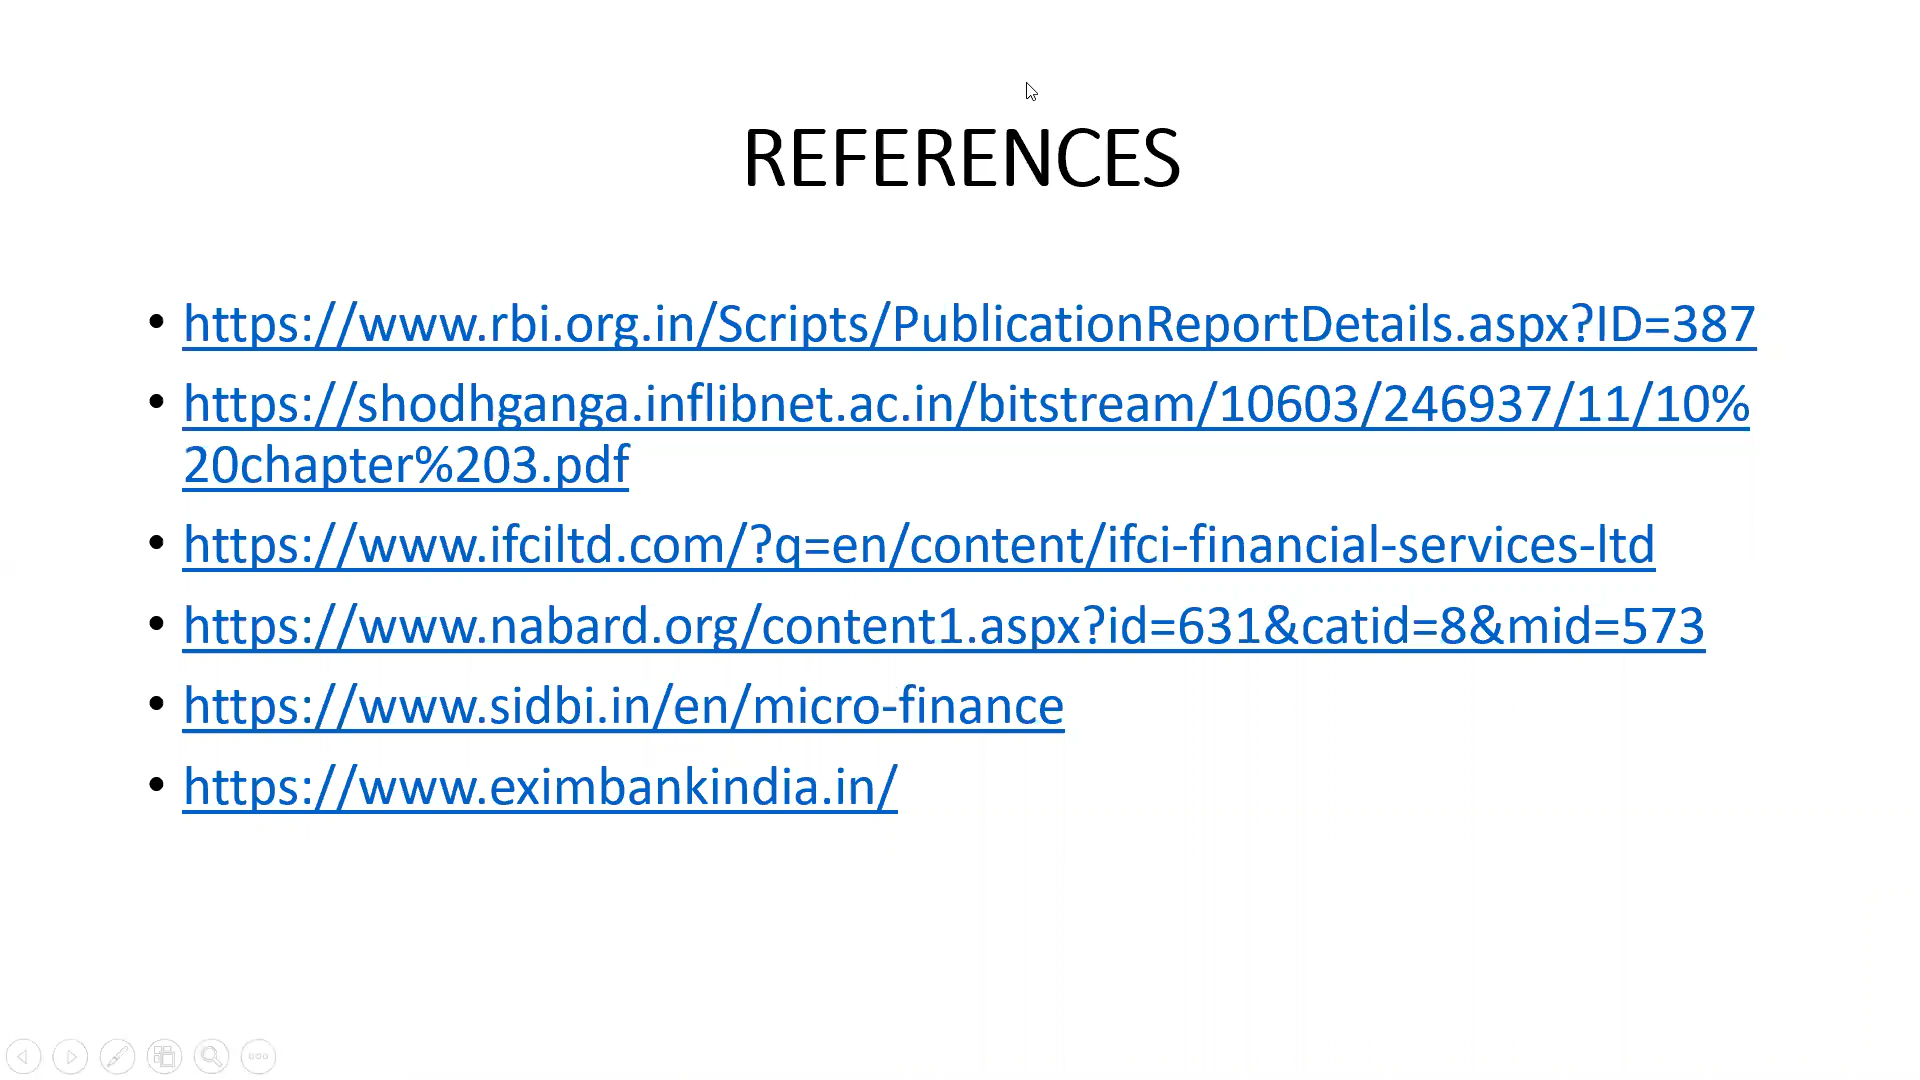 REFERENCES
• https://www.rbi.org.in/Scripts/PublicationReportDetails.aspx?ID=387
• https://shodhganga.inflibnet.ac.in/bitstream/10603/246937/11/10%
20chapter%203.pdf
• https://www.ifciltd.com/?q=en/content/ifci-financial-services-ltd
• https://www.nabard.org/content1.aspx?id=631&catid=8&mid=573
• https://www.sidbi.in/en/micro-finance
• https://www.eximbankindia.in/